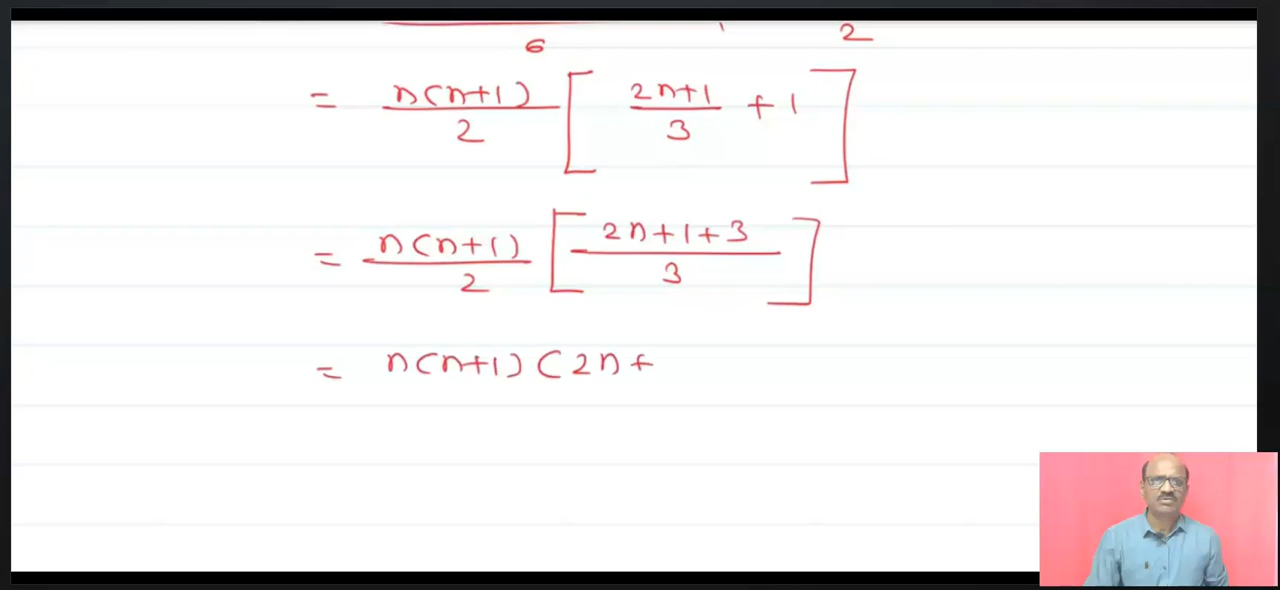 6 2
= n(n+1)/2 [ 2n+1/3 + 1 ]
= n(n+1)/2 [ 2n+1+3/3 ]
= n(n+1) (2n+